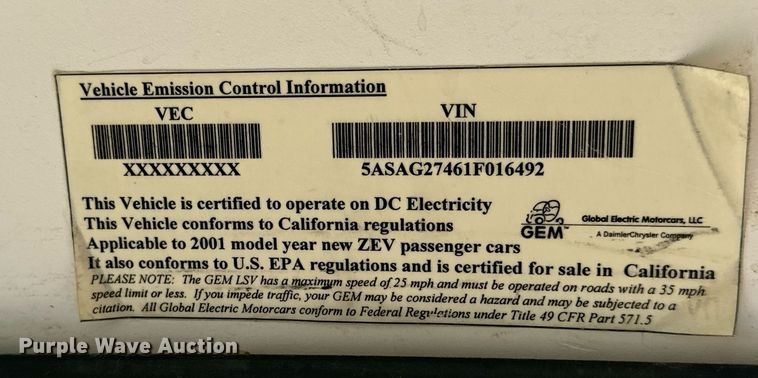 Vehicle Emission Control Information
VEC VIN
XXXXXXXXX 5ASAG27461F016492
This Vehicle is certified to operate on DC Electricity
This Vehicle conforms to California regulations
Applicable to 2001 model year new ZEV passenger cars
It also conforms to U.S. EPA regulations and is certified for sale in California
GEM™
Global Electric Motorcars, LLC
A DaimlerChrysler Company
PLEASE NOTE: The GEM LSV has a maximum speed of 25 mph and must be operated on roads with a 35 mph
speed limit or less. If you impede traffic, your GEM may be considered a hazard and may be subjected to a
citation. All Global Electric Motorcars conform to Federal Regulations under Title 49 CFR Part 571.5
Purple Wave Auction